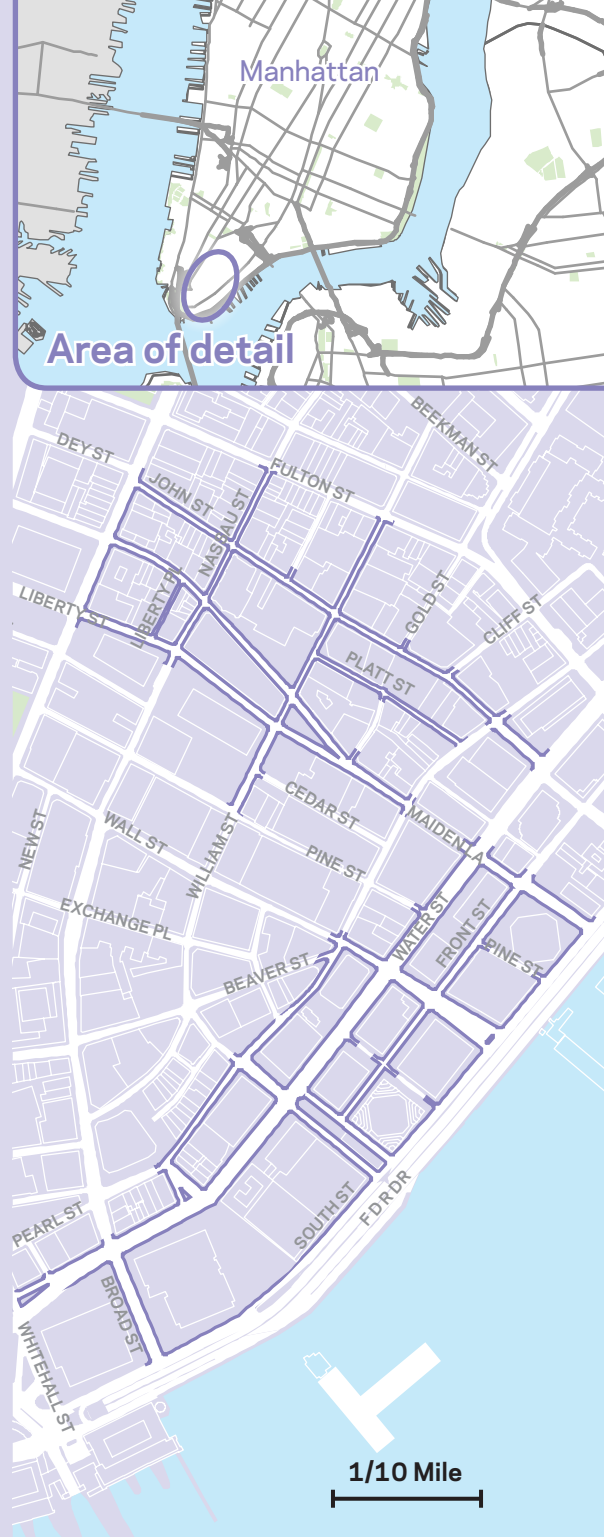 Manhattan
Area of detail
BEEKMAN ST
DEY ST
FULTON ST
JOHN ST
NASSAU ST
LIBERTY PL
GOLD ST
LIBERTY ST
CLIFF ST
PLATT ST
CEDAR ST
MAIDEN LA
NEW ST
WALL ST
WILLIAM ST
PINE ST
EXCHANGE PL
WATER ST
FRONT ST
PINE ST
BEAVER ST
SOUTH ST
F D R DR
PEARL ST
BROAD ST
WHITEHALL ST
1/10 Mile